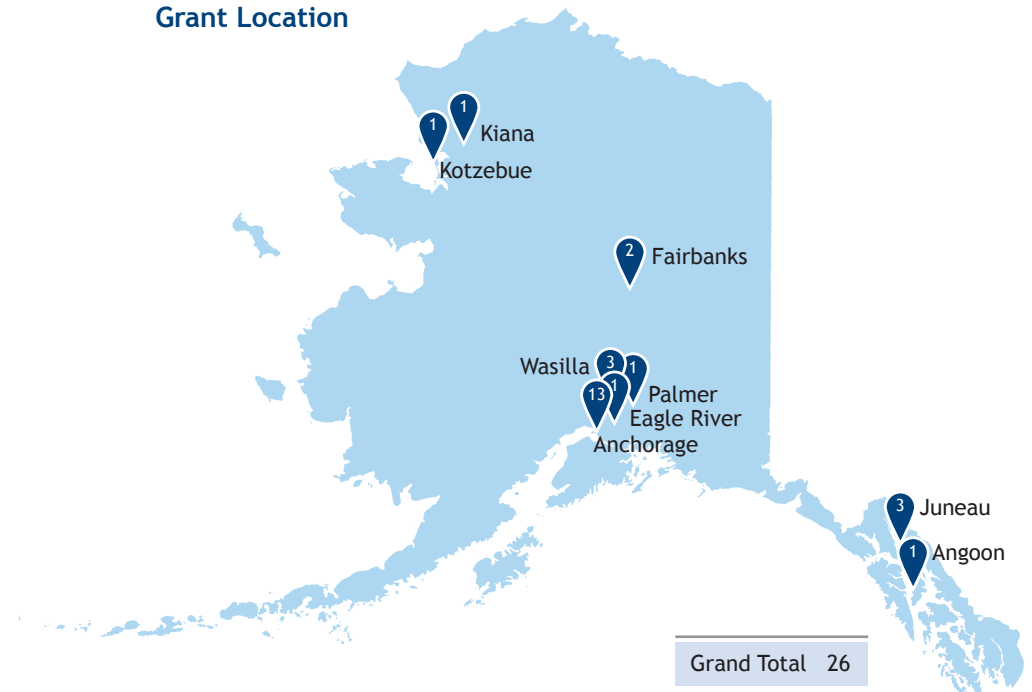 Grant Location
1
Kiana
1
Kotzebue
2
Fairbanks
Wasilla
3
1
Palmer
1
Eagle River
13
Anchorage
3
Juneau
1
Angoon
Grand Total 26